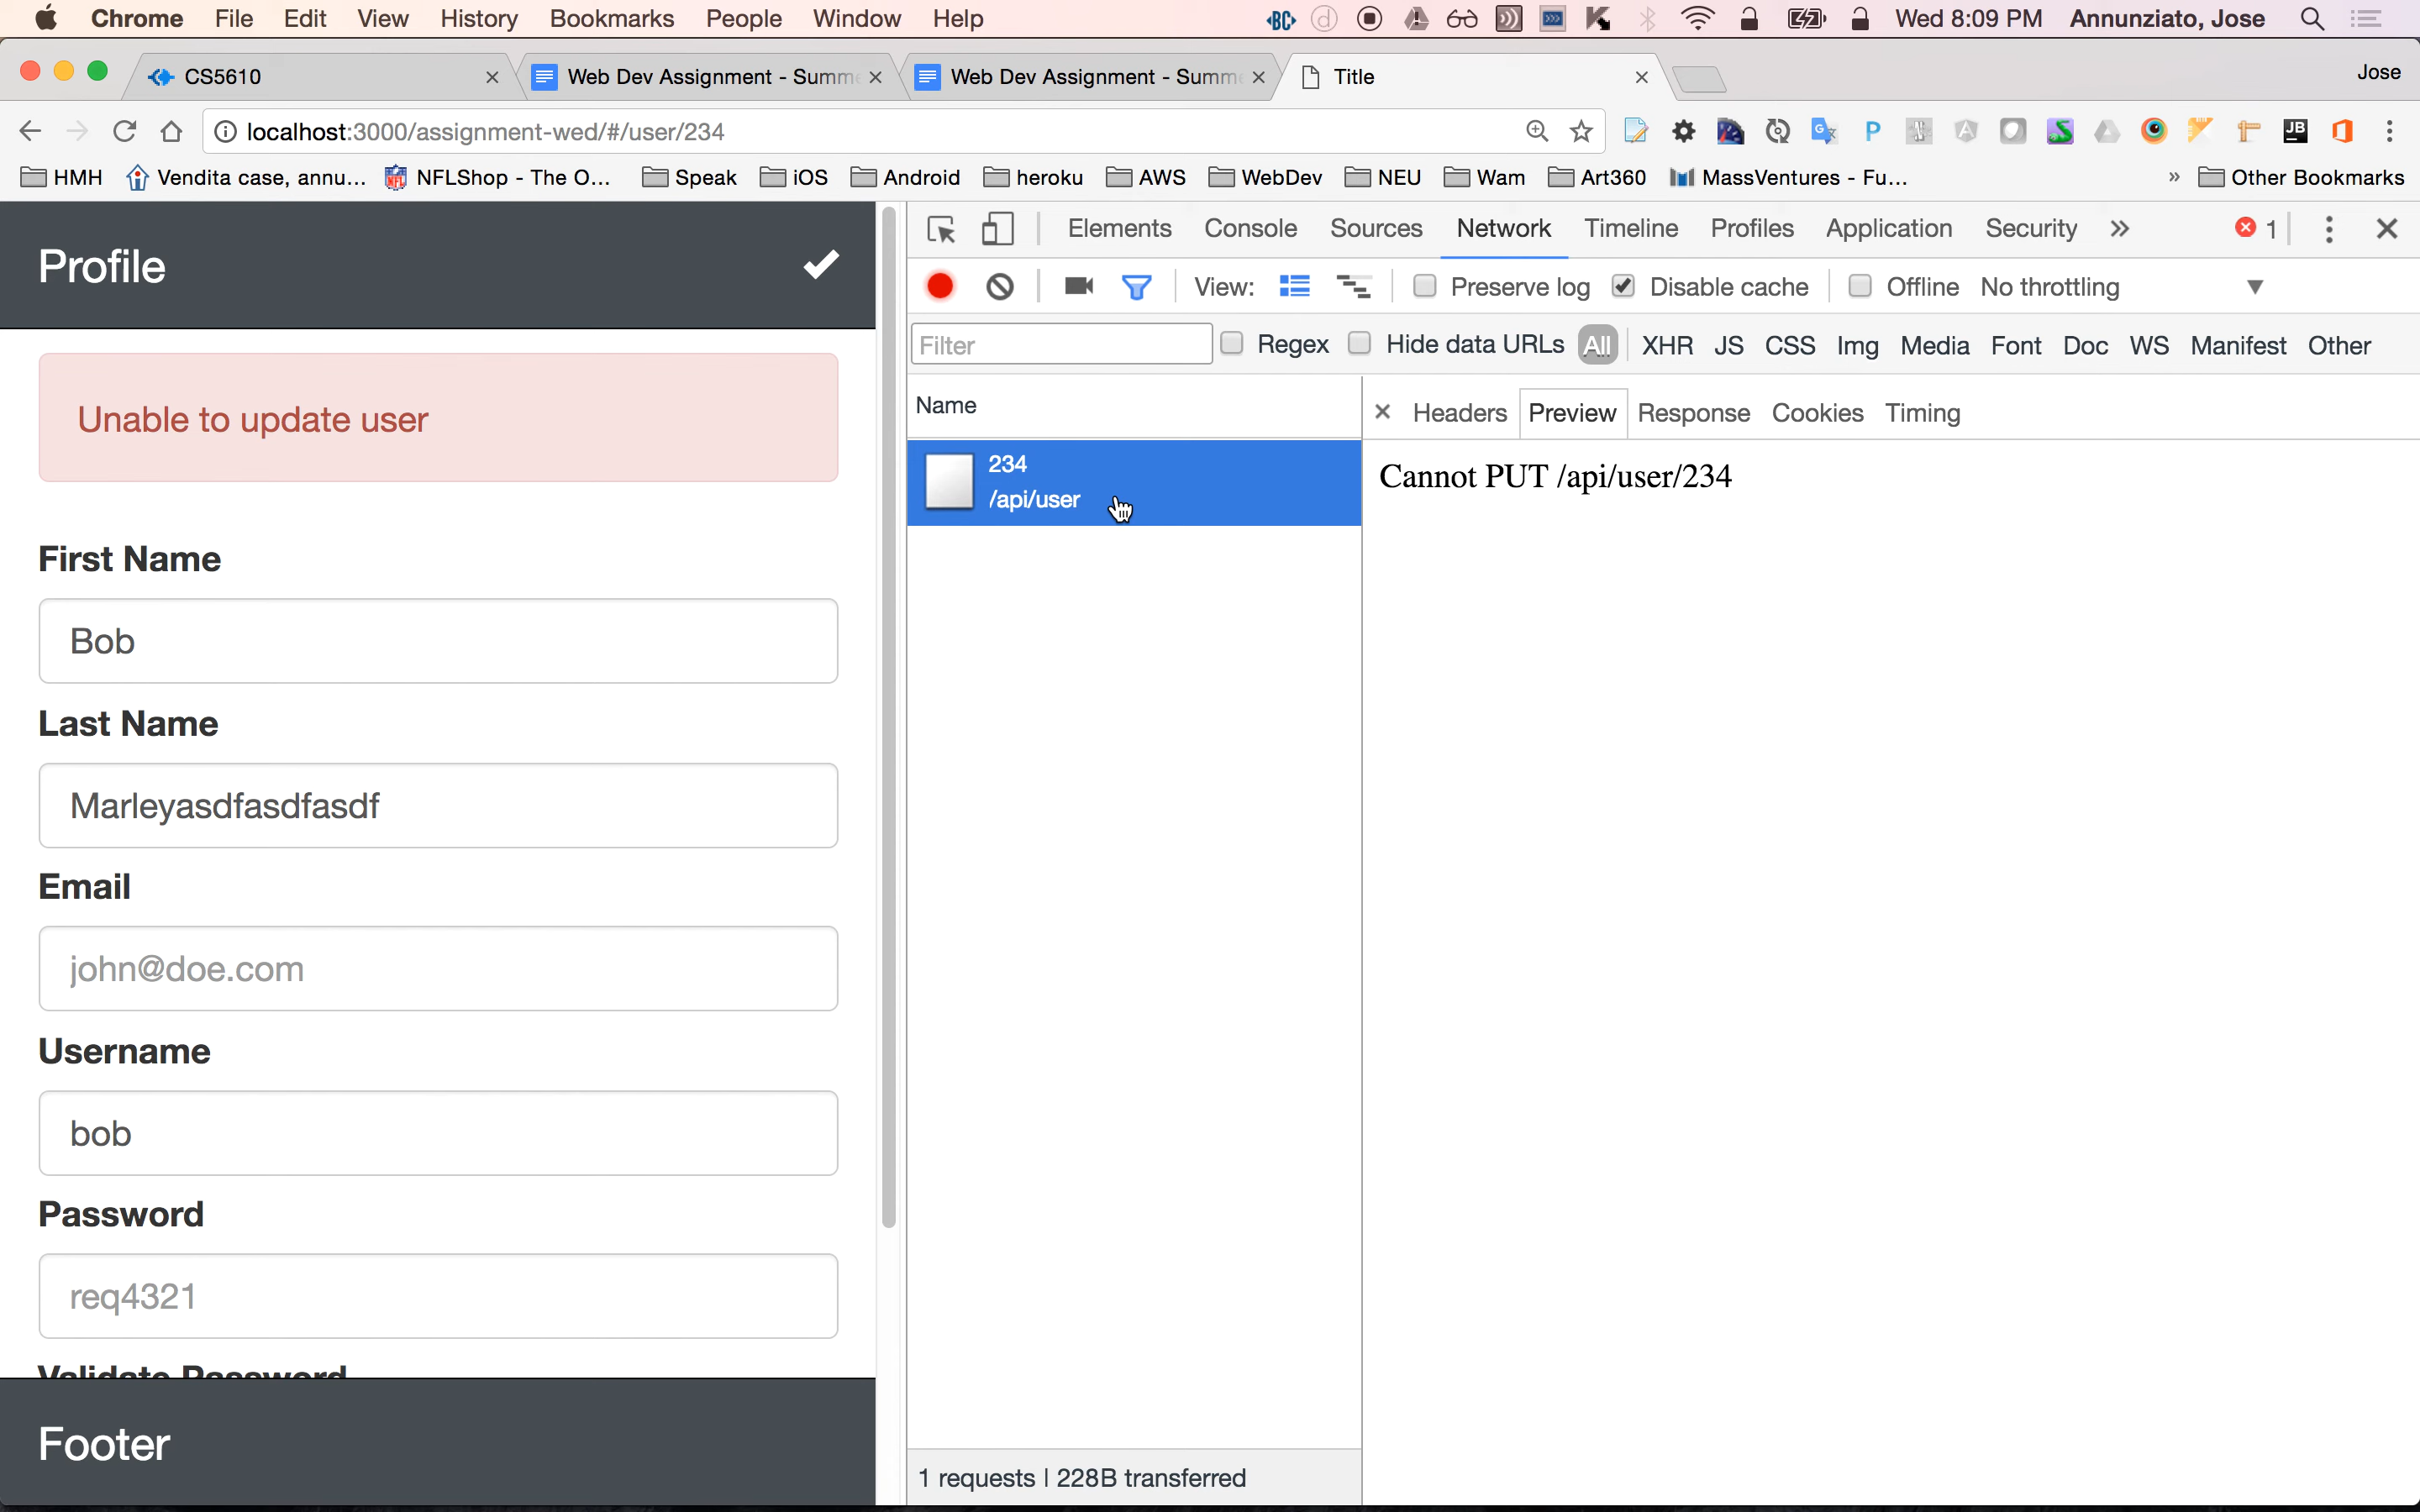 Chrome File Edit View History Bookmarks People Window Help Wed 8:09 PM Annunziato, Jose
CS5610 Web Dev Assignment - Summ Web Dev Assignment - Summ Title Jose
localhost:3000/assignment-wed/#/user/234
HMH Vendita case, annu... NFLShop - The O... Speak iOS Android heroku AWS WebDev NEU Wam Art360 MassVentures - Fu... » Other Bookmarks
Profile
Unable to update user
First Name
Bob
Last Name
Marleyasdfasdfasdf
Email
john@doe.com
Username
bob
Password
req4321
Validate Password
Footer
Elements Console Sources Network Timeline Profiles Application Security » 1
View: Preserve log Disable cache Offline No throttling
Filter Regex Hide data URLs All XHR JS CSS Img Media Font Doc WS Manifest Other
Name
234
/api/user
1 requests | 228B transferred
Headers Preview Response Cookies Timing
Cannot PUT /api/user/234